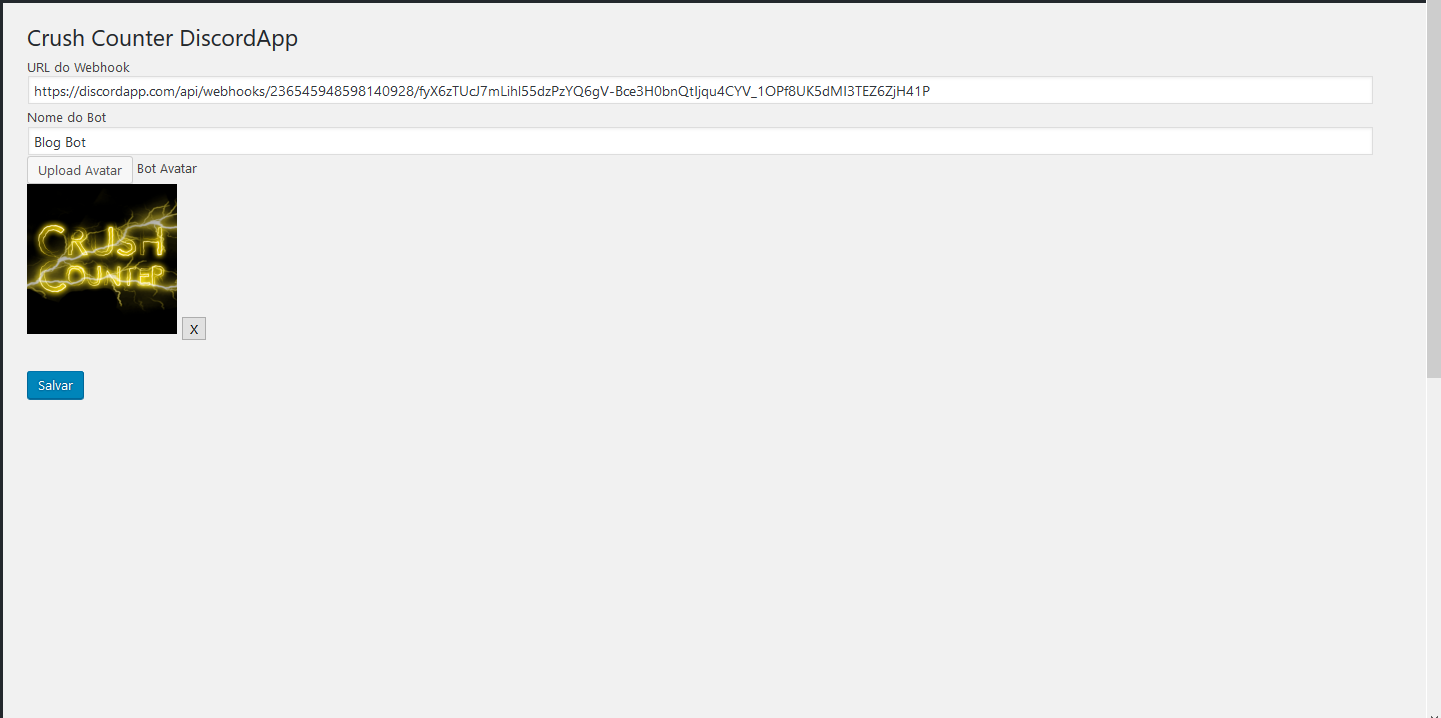 Crush Counter DiscordApp
URL do Webhook
https://discordapp.com/api/webhooks/236545948598140928/fyX6zTUcJ7mLihl55dzPzYQ6gV-Bce3H0bnQtIjqu4CYV_1OPf8UK5dMI3TEZ6ZjH41P
Nome do Bot
Blog Bot
Upload Avatar Bot Avatar
CRUSH
COUNTER
X
Salvar